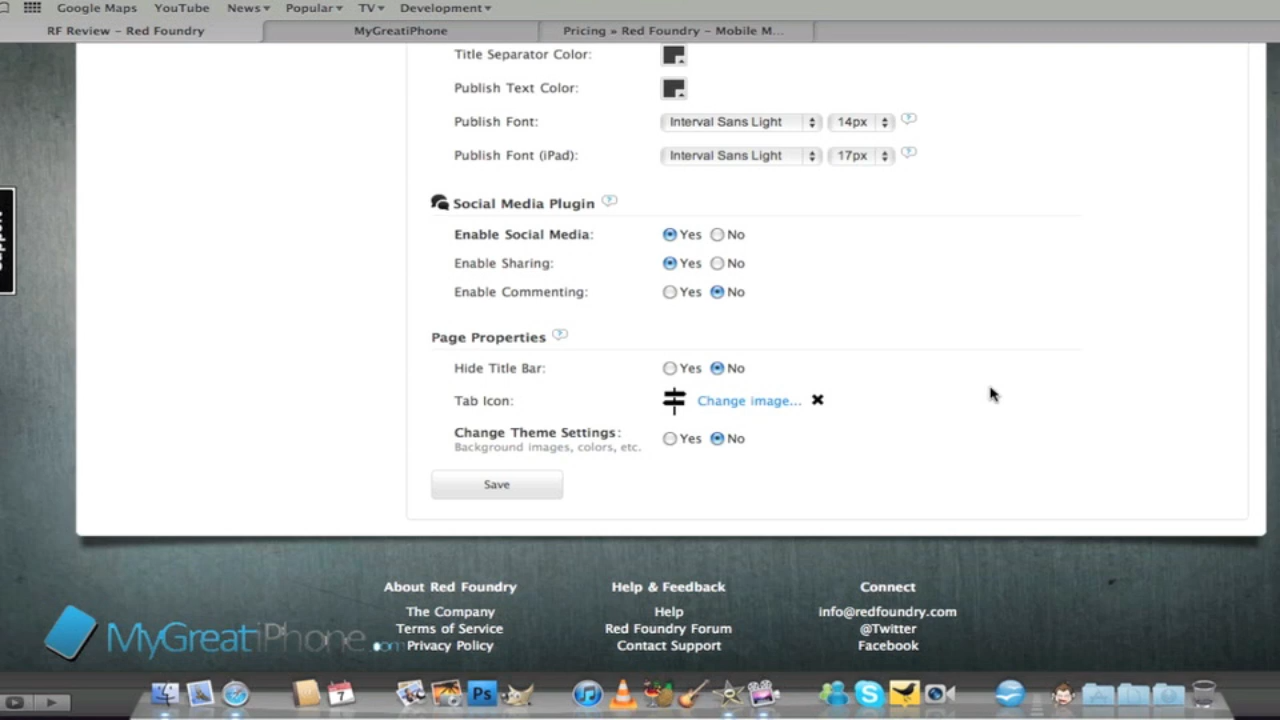 Google Maps YouTube News▾ Popular▾ TV▾ Development▾
RF Review – Red Foundry MyGreatiPhone Pricing » Red Foundry – Mobile M...
Title Separator Color:
Publish Text Color:
Publish Font: Interval Sans Light 14px
Publish Font (iPad): Interval Sans Light 17px
Support
Social Media Plugin
Enable Social Media: Yes No
Enable Sharing: Yes No
Enable Commenting: Yes No
Page Properties
Hide Title Bar: Yes No
Tab Icon: Change image...
Change Theme Settings: Yes No
Background images, colors, etc.
Save
About Red Foundry Help & Feedback Connect
The Company Help info@redfoundry.com
Terms of Service Red Foundry Forum @Twitter
MyGreatiPhone.com
Privacy Policy Contact Support Facebook
7 Ps